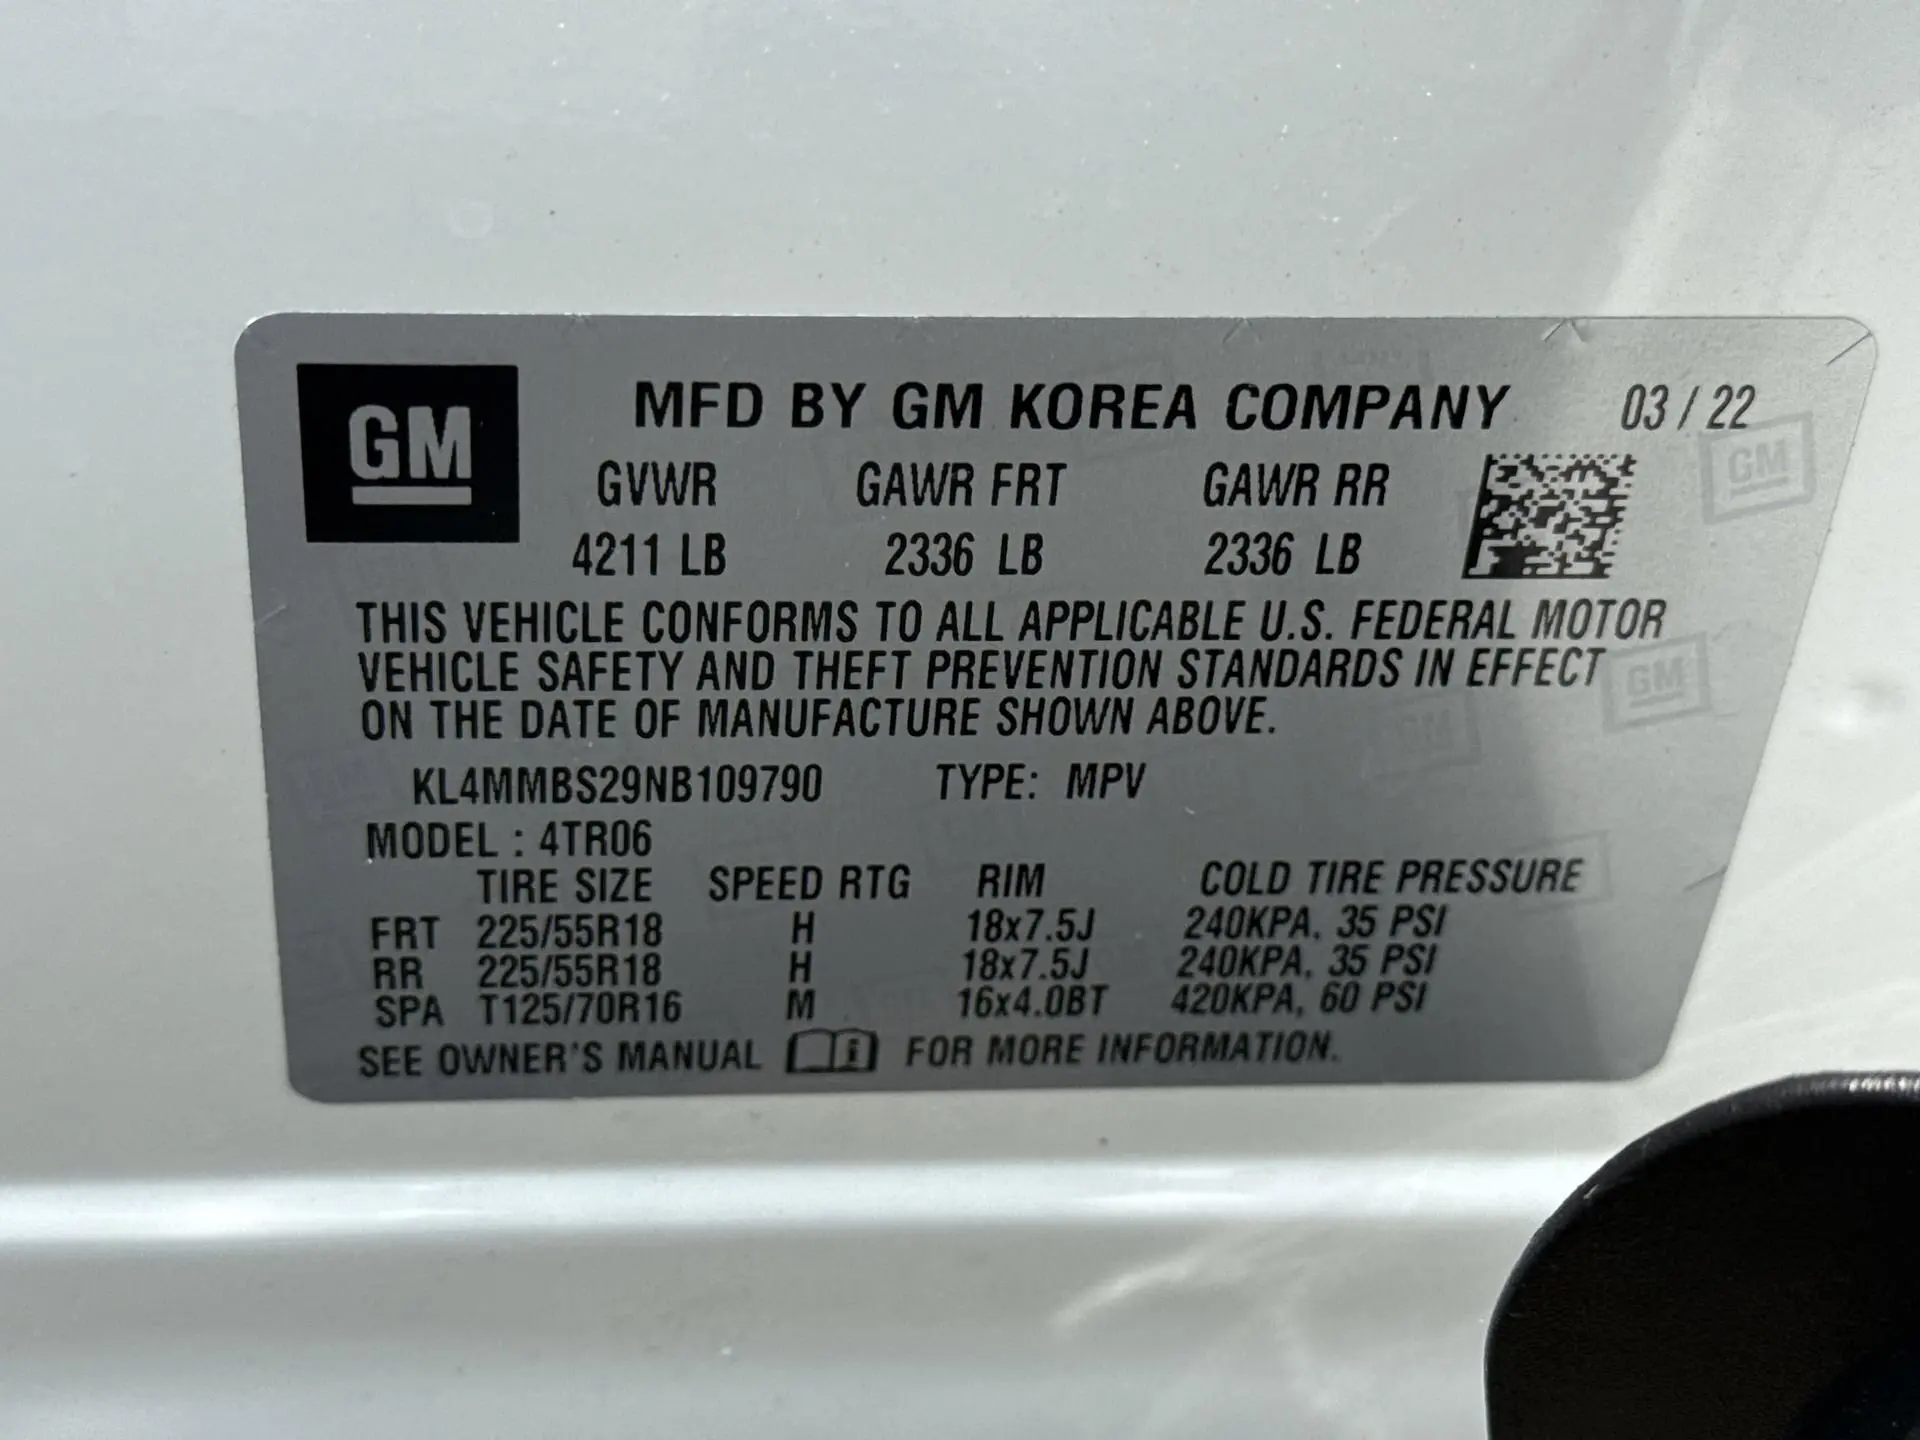 GM
MFD BY GM KOREA COMPANY 03 / 22
GVWR GAWR FRT GAWR RR
4211 LB 2336 LB 2336 LB
THIS VEHICLE CONFORMS TO ALL APPLICABLE U.S. FEDERAL MOTOR
VEHICLE SAFETY AND THEFT PREVENTION STANDARDS IN EFFECT
ON THE DATE OF MANUFACTURE SHOWN ABOVE.
KL4MMBS29NB109790 TYPE: MPV
MODEL : 4TR06
TIRE SIZE SPEED RTG RIM COLD TIRE PRESSURE
FRT 225/55R18 H 18x7.5J 240KPA, 35 PSI
RR 225/55R18 H 18x7.5J 240KPA, 35 PSI
SPA T125/70R16 M 16x4.0BT 420KPA, 60 PSI
SEE OWNER'S MANUAL FOR MORE INFORMATION.
GM
GM
GM